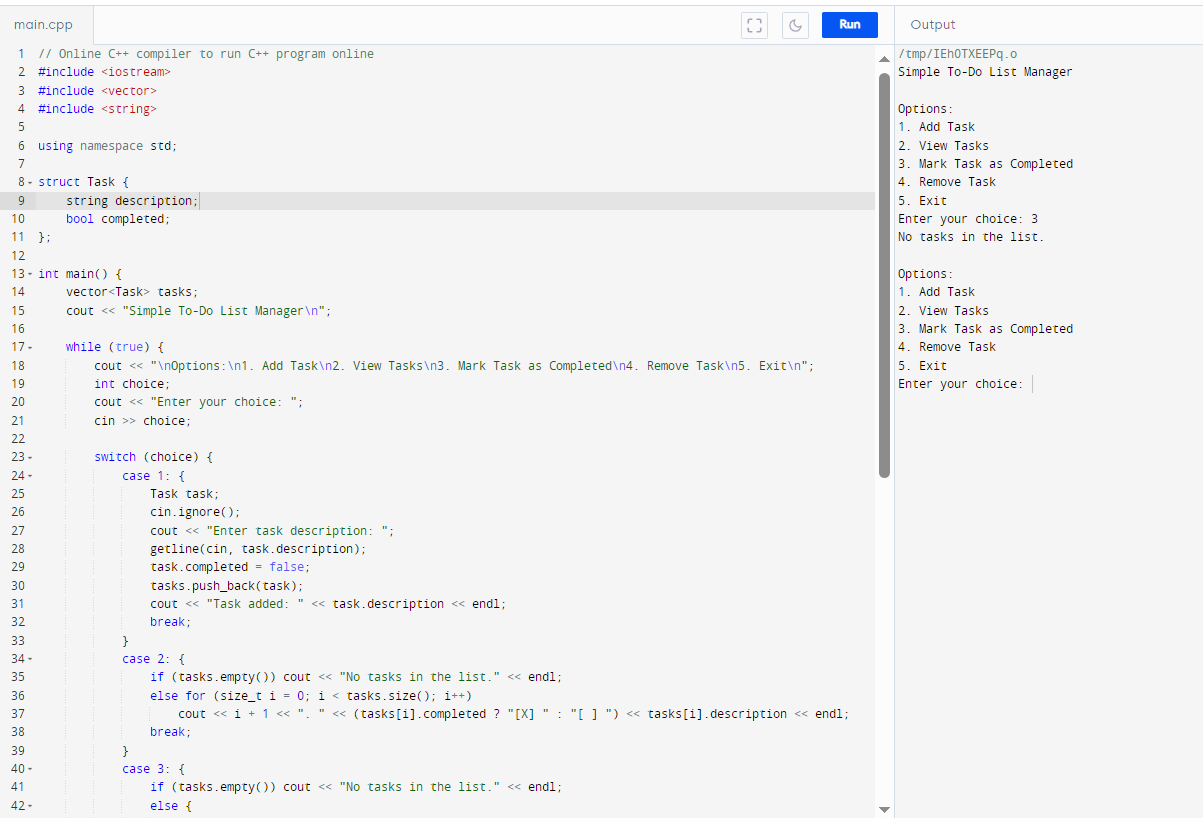 main.cpp
Run
Output
1 // Online C++ compiler to run C++ program online
2 #include <iostream>
3 #include <vector>
4 #include <string>
5
6 using namespace std;
7
8 struct Task {
9     string description;
10     bool completed;
11 };
12
13 int main() {
14     vector<Task> tasks;
15     cout << "Simple To-Do List Manager\n";
16
17     while (true) {
18         cout << "\nOptions:\n1. Add Task\n2. View Tasks\n3. Mark Task as Completed\n4. Remove Task\n5. Exit\n";
19         int choice;
20         cout << "Enter your choice: ";
21         cin >> choice;
22
23         switch (choice) {
24             case 1: {
25                 Task task;
26                 cin.ignore();
27                 cout << "Enter task description: ";
28                 getline(cin, task.description);
29                 task.completed = false;
30                 tasks.push_back(task);
31                 cout << "Task added: " << task.description << endl;
32                 break;
33             }
34             case 2: {
35                 if (tasks.empty()) cout << "No tasks in the list." << endl;
36                 else for (size_t i = 0; i < tasks.size(); i++)
37                     cout << i + 1 << ". " << (tasks[i].completed ? "[X] " : "[ ] ") << tasks[i].description << endl;
38                 break;
39             }
40             case 3: {
41                 if (tasks.empty()) cout << "No tasks in the list." << endl;
42                 else {
/tmp/IEh0TXEEPq.o
Simple To-Do List Manager

Options:
1. Add Task
2. View Tasks
3. Mark Task as Completed
4. Remove Task
5. Exit
Enter your choice: 3
No tasks in the list.

Options:
1. Add Task
2. View Tasks
3. Mark Task as Completed
4. Remove Task
5. Exit
Enter your choice: